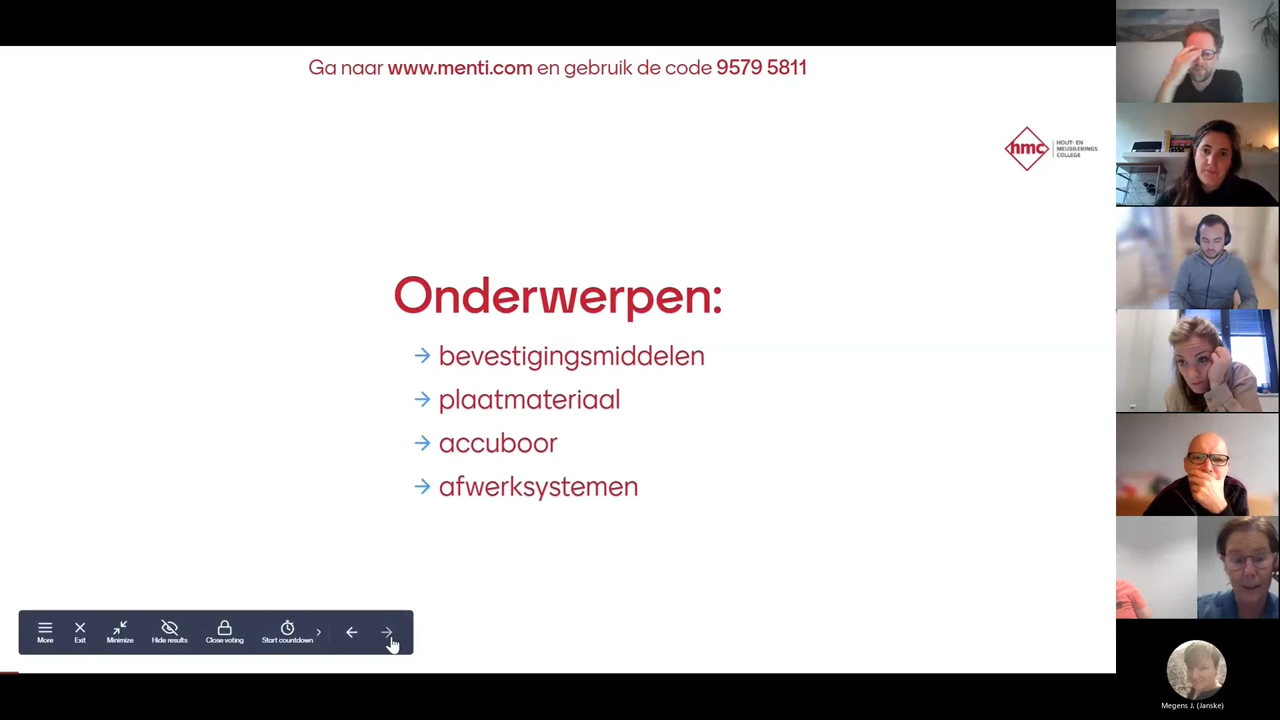 Ga naar www.menti.com en gebruik de code 9579 5811
hmc
HOUT- EN
MEUBILERINGS
COLLEGE
Onderwerpen:
→ bevestigingsmiddelen
→ plaatmateriaal
→ accuboor
→ afwerksystemen
More
Exit
Minimize
Hide results
Close voting
Start countdown
Megens J. (Janske)